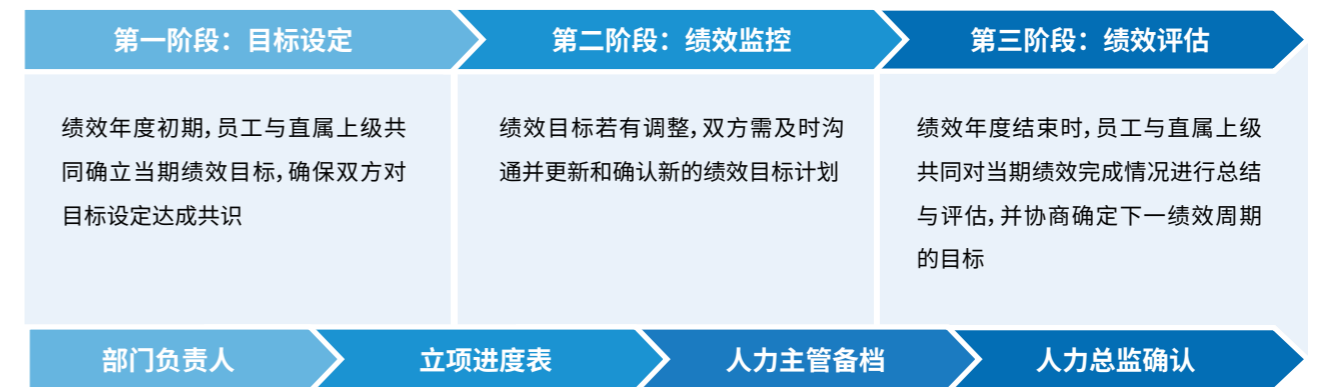 第一阶段：目标设定
第二阶段：绩效监控
第三阶段：绩效评估
绩效年度初期，员工与直属上级共
同确立当期绩效目标，确保双方对
目标设定达成共识
绩效目标若有调整，双方需及时沟
通并更新和确认新的绩效目标计划
绩效年度结束时，员工与直属上级
共同对当期绩效完成情况进行总结
与评估，并协商确定下一绩效周期
的目标
部门负责人
立项进度表
人力主管备档
人力总监确认